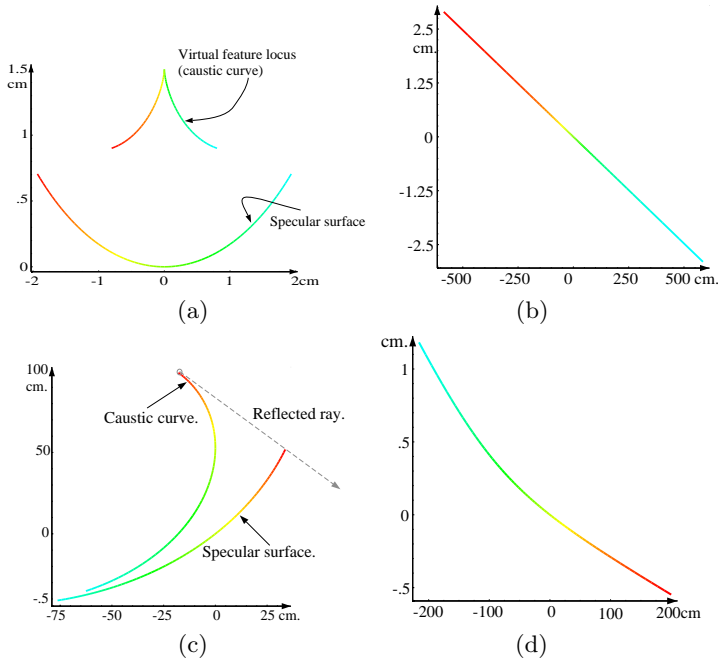 Virtual feature locus
(caustic curve)
1.5
cm
1
.5
0
Specular surface
-2
-1
0
1
2cm
(a)
2.5
cm.
1.25
0
-1.25
-2.5
-500
-250
0
250
500
cm.
(b)
100
cm.
50
0
-.5
Caustic curve.
Reflected ray.
Specular surface.
-75
-50
-25
0
25
cm.
(c)
cm.
1
.5
0
-.5
-200
-100
0
100
200cm
(d)